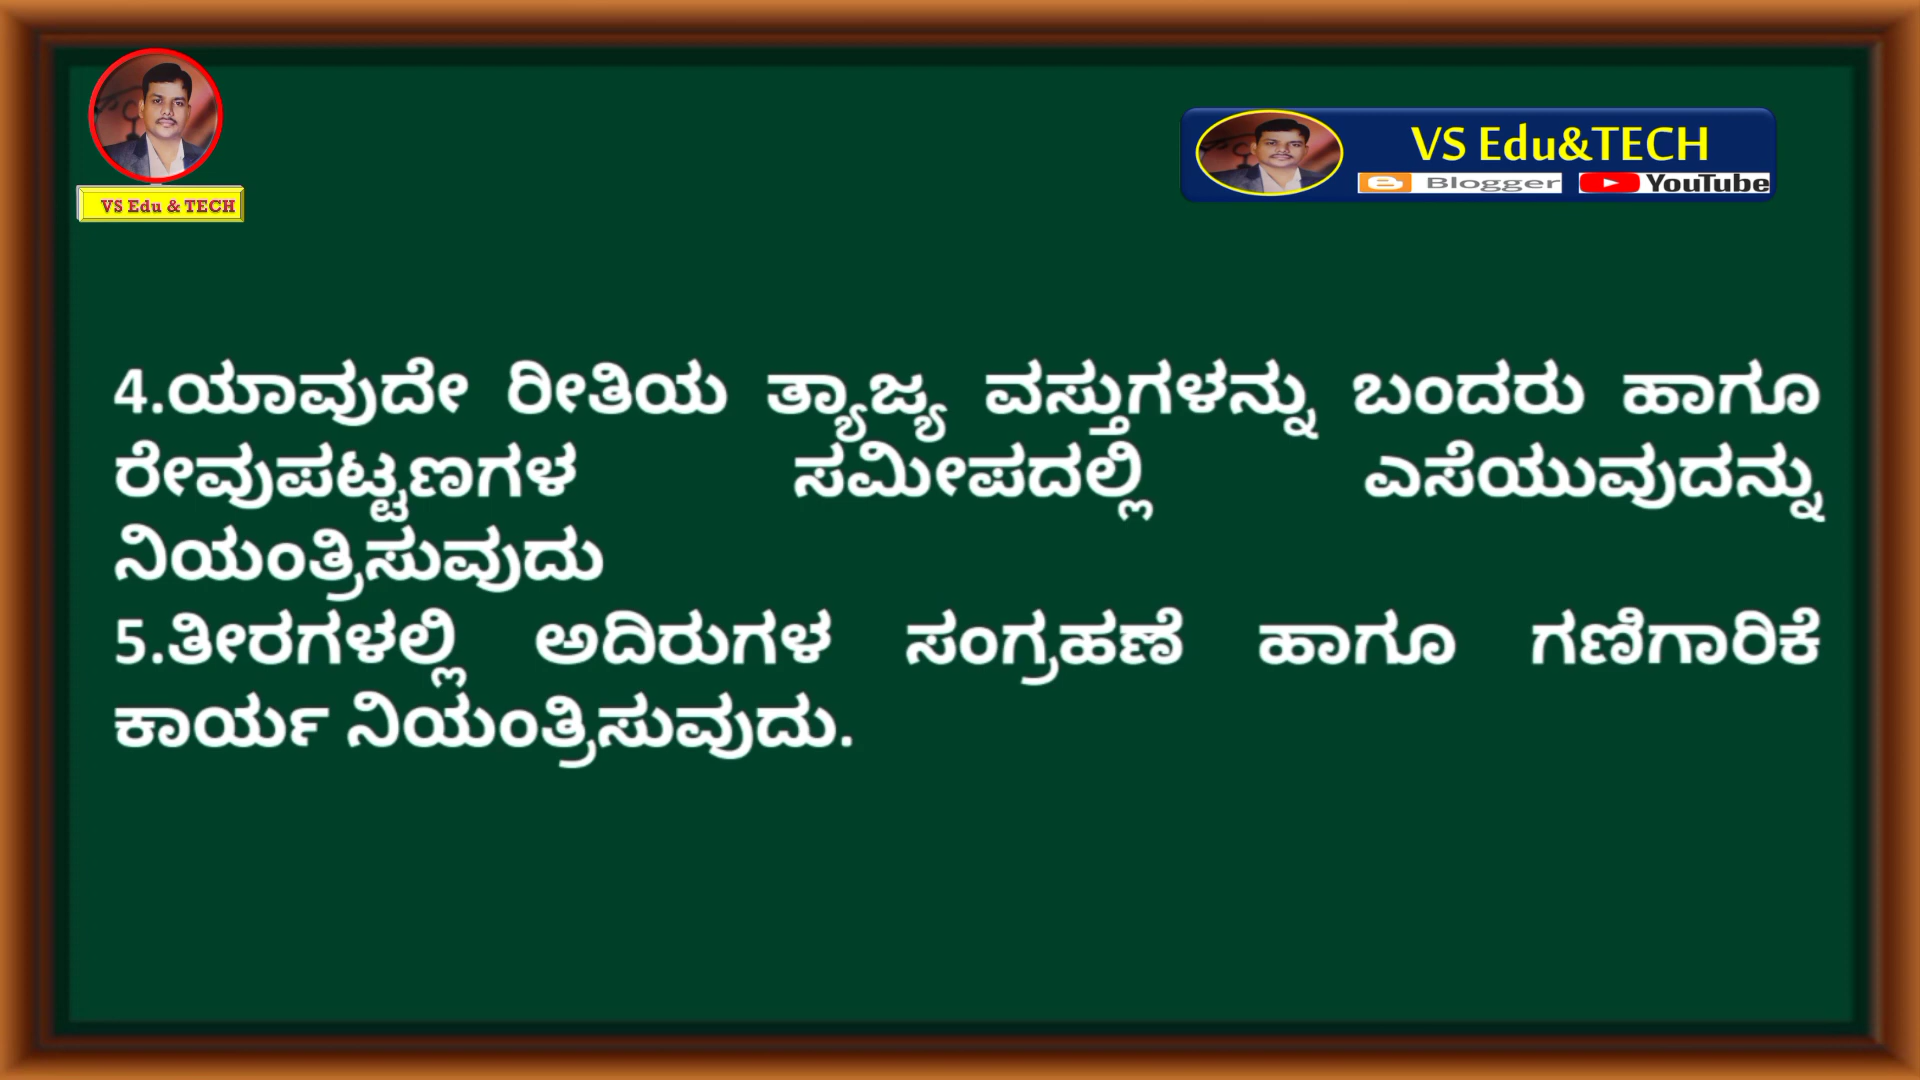 VS Edu & TECH
VS Edu&TECH
Blogger YouTube
4.ಯಾವುದೇ ರೀತಿಯ ತ್ಯಾಜ್ಯ ವಸ್ತುಗಳನ್ನು ಬಂದರು ಹಾಗೂ
ರೇವುಪಟ್ಟಣಗಳ ಸಮೀಪದಲ್ಲಿ ಎಸೆಯುವುದನ್ನು
ನಿಯಂತ್ರಿಸುವುದು
5.ತೀರಗಳಲ್ಲಿ ಅದಿರುಗಳ ಸಂಗ್ರಹಣೆ ಹಾಗೂ ಗಣಿಗಾರಿಕೆ
ಕಾರ್ಯ ನಿಯಂತ್ರಿಸುವುದು.